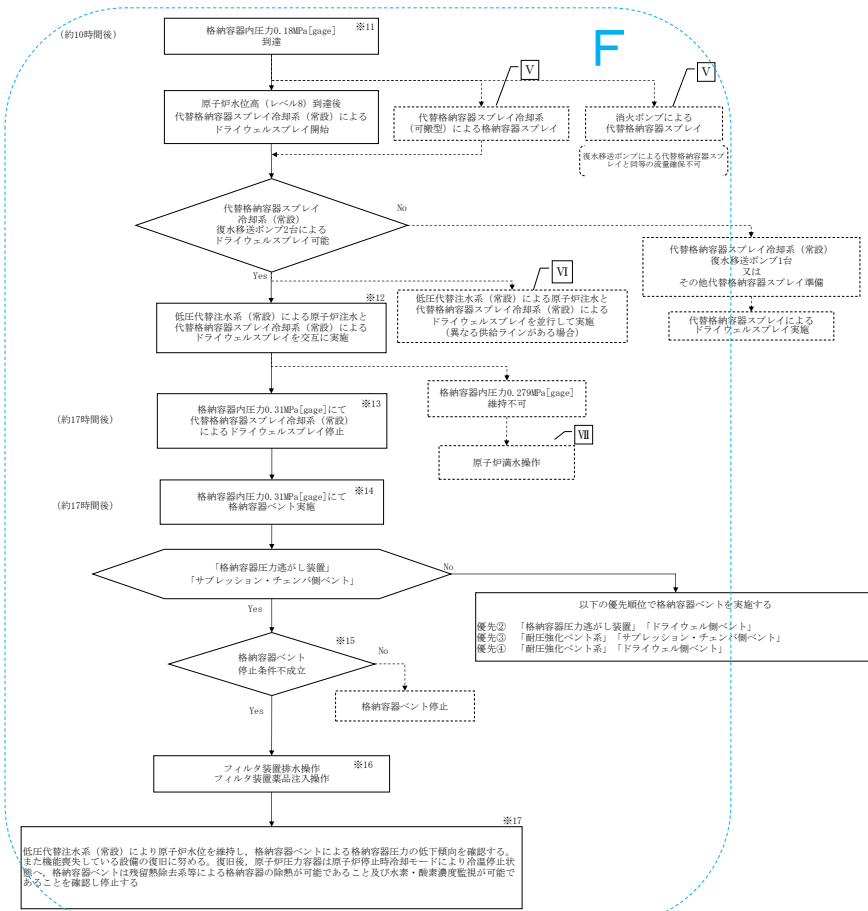 ※11
格納容器内圧力0.18MPa[gage]
到達
(約10時間後)
F
Ⅴ
Ⅴ
原子炉水位高（レベル8）到達後
代替格納容器スプレイ冷却系（常設）による
ドライウェルスプレイ開始
代替格納容器スプレイ冷却系
（可搬型）による格納容器スプレイ
消火ポンプによる
代替格納容器スプレイ
復水移送ポンプによる代替格納容器スプ
レイと同等の流量確保不可
代替格納容器スプレイ
冷却系（常設）
復水移送ポンプ2台による
ドライウェルスプレイ可能
No
Yes
代替格納容器スプレイ冷却系（常設）
復水移送ポンプ1台
又は
その他代替格納容器スプレイ準備
代替格納容器スプレイによる
ドライウェルスプレイ実施
Ⅵ
※12
低圧代替注水系（常設）による原子炉注水と
代替格納容器スプレイ冷却系（常設）による
ドライウェルスプレイを交互に実施
低圧代替注水系（常設）による原子炉注水と
代替格納容器スプレイ冷却系（常設）による
ドライウェルスプレイを並行して実施
（異なる供給ラインがある場合）
※13
(約17時間後)
格納容器内圧力0.31MPa[gage]にて
代替格納容器スプレイ冷却系（常設）
によるドライウェルスプレイ停止
格納容器内圧力0.279MPa[gage]
維持不可
Ⅶ
原子炉満水操作
※14
(約17時間後)
格納容器内圧力0.31MPa[gage]にて
格納容器ベント実施
「格納容器圧力逃がし装置」
「サプレッション・チェンバ側ベント」
No
Yes
以下の優先順位で格納容器ベントを実施する
優先② 「格納容器圧力逃がし装置」「ドライウェル側ベント」
優先③ 「耐圧強化ベント系」「サプレッション・チェンバ側ベント」
優先④ 「耐圧強化ベント系」「ドライウェル側ベント」
※15
格納容器ベント
停止条件不成立
No
Yes
格納容器ベント停止
※16
フィルタ装置排水操作
フィルタ装置薬品注入操作
※17
低圧代替注水系（常設）により原子炉水位を維持し，格納容器ベントによる格納容器圧力の低下傾向を確認する。
また機能喪失している設備の復旧に努める。復旧後，原子炉圧力容器は原子炉停止時冷却モードにより冷温停止状
態へ，格納容器ベントは残留熱除去系等による格納容器の除熱が可能であること及び水素・酸素濃度監視が可能で
あることを確認し停止する